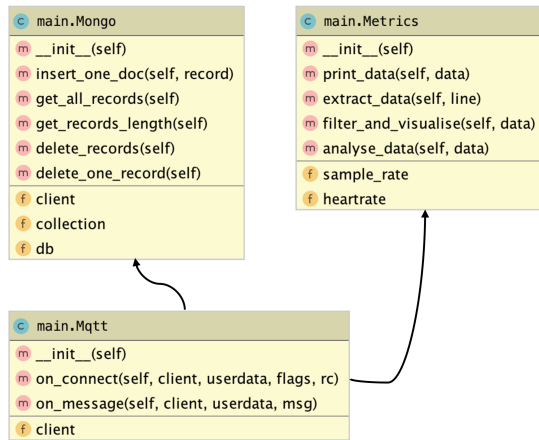 c main.Mongo
m __init__(self)
m insert_one_doc(self, record)
m get_all_records(self)
m get_records_length(self)
m delete_records(self)
m delete_one_record(self)
f client
f collection
f db
c main.Metrics
m __init__(self)
m print_data(self, data)
m extract_data(self, line)
m filter_and_visualise(self, data)
m analyse_data(self, data)
f sample_rate
f heartrate
c main.Mqtt
m __init__(self)
m on_connect(self, client, userdata, flags, rc)
m on_message(self, client, userdata, msg)
f client